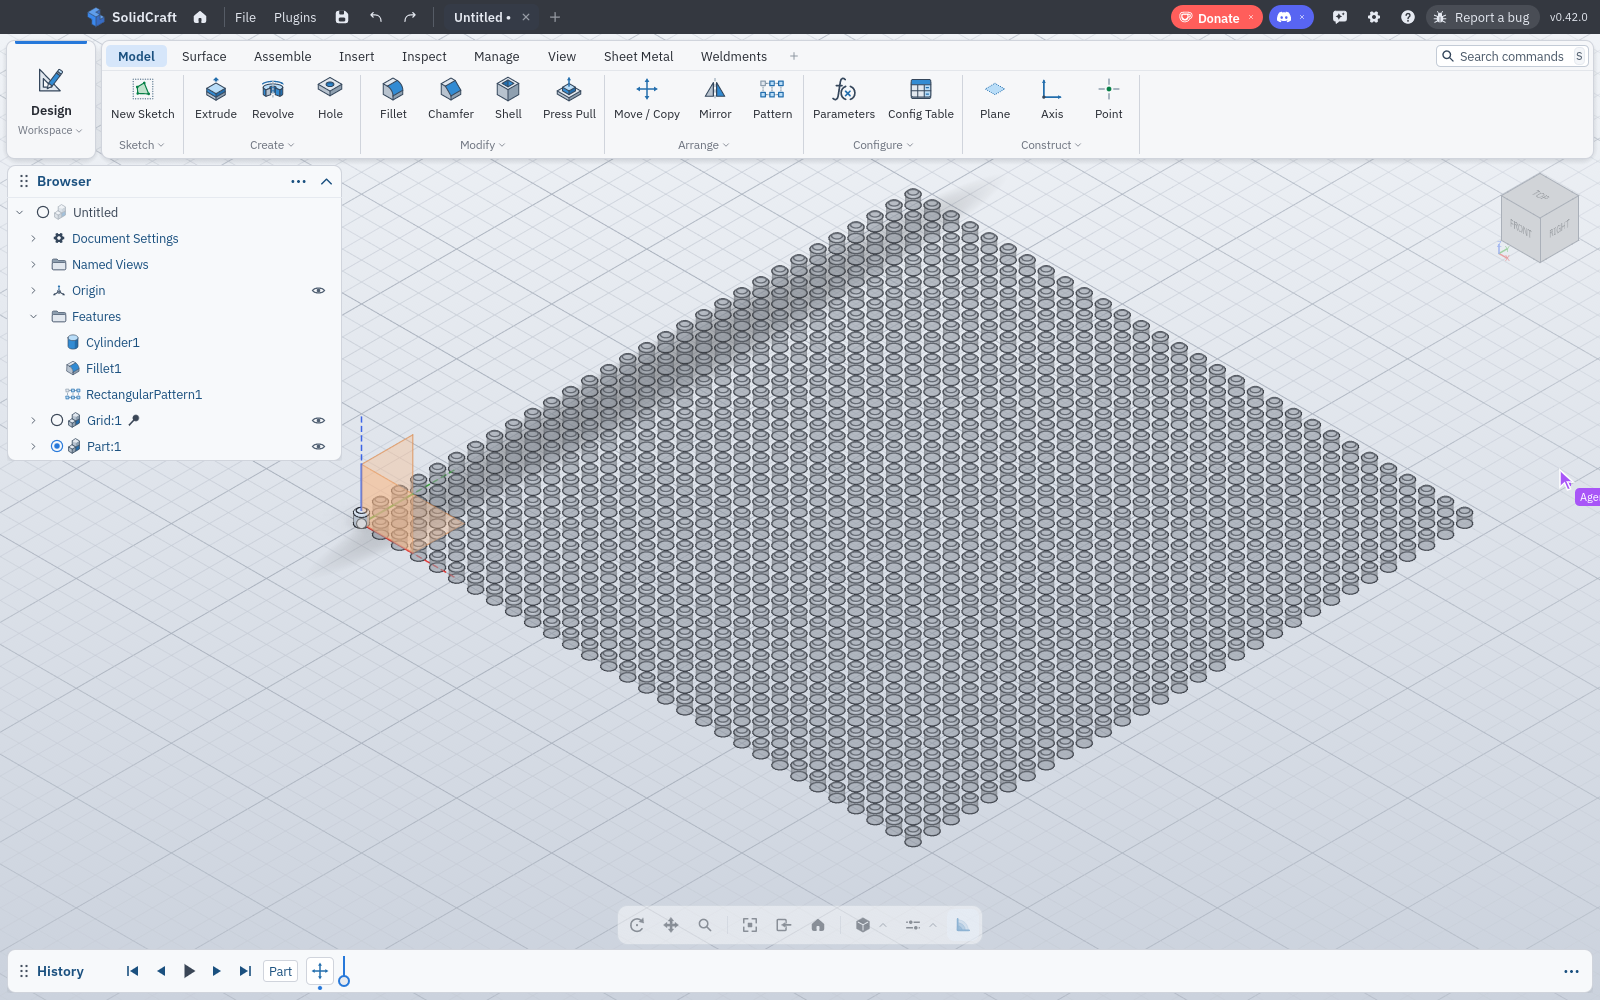 SolidCraft
File
Plugins
Untitled •
Donate
Report a bug
v0.42.0
Design
Workspace
Model
Surface
Assemble
Insert
Inspect
Manage
View
Sheet Metal
Weldments
Search commands
S
New Sketch
Extrude
Revolve
Hole
Fillet
Chamfer
Shell
Press Pull
Move / Copy
Mirror
Pattern
Parameters
Config Table
Plane
Axis
Point
Sketch
Create
Modify
Arrange
Configure
Construct
Browser
Untitled
Document Settings
Named Views
Origin
Features
Cylinder1
Fillet1
RectangularPattern1
Grid:1
Part:1
TOP
FRONT
RIGHT
History
Part